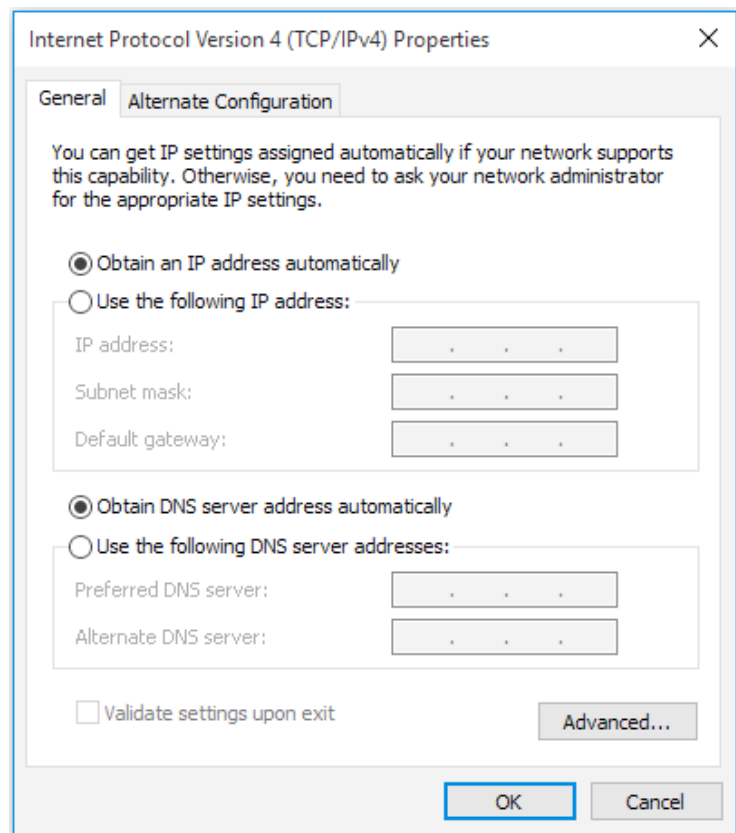 Internet Protocol Version 4 (TCP/IPv4) Properties
General
Alternate Configuration
You can get IP settings assigned automatically if your network supports
this capability. Otherwise, you need to ask your network administrator
for the appropriate IP settings.
Obtain an IP address automatically
Use the following IP address:
IP address:
. . .
Subnet mask:
. . .
Default gateway:
. . .
Obtain DNS server address automatically
Use the following DNS server addresses:
Preferred DNS server:
. . .
Alternate DNS server:
. . .
Validate settings upon exit
Advanced...
OK
Cancel